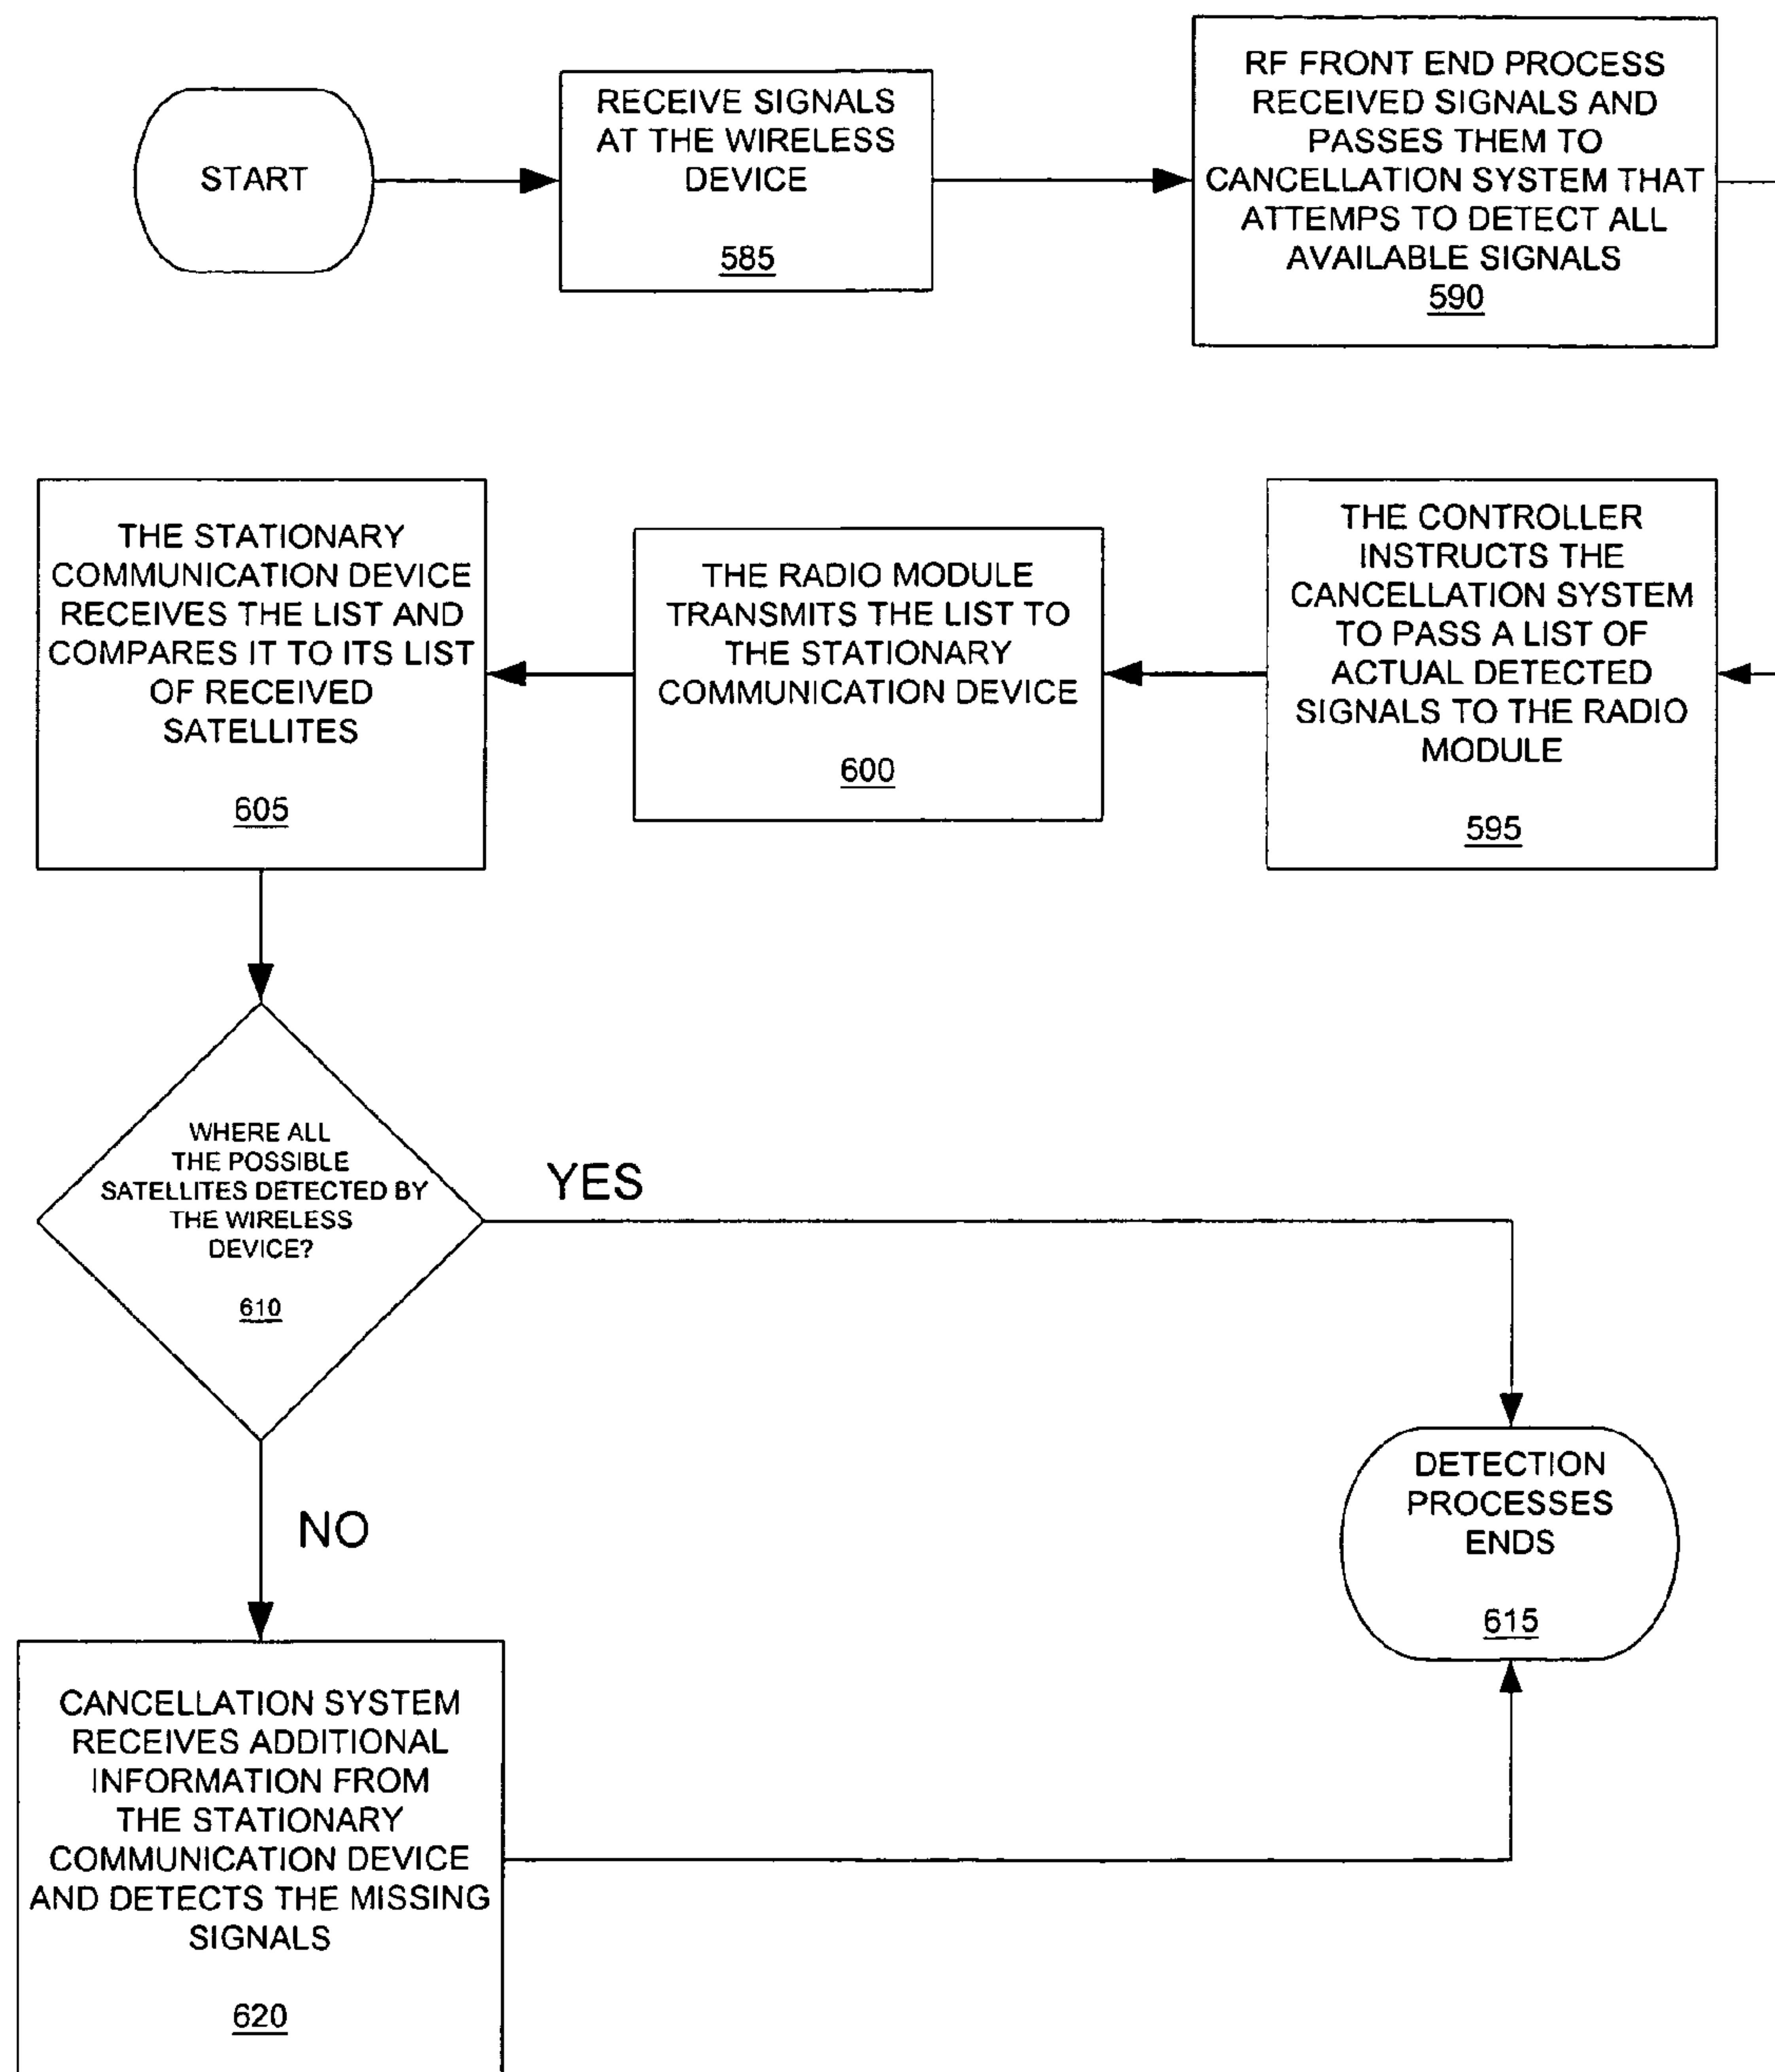 START
RECEIVE SIGNALS
AT THE WIRELESS
DEVICE
585
RF FRONT END PROCESS
RECEIVED SIGNALS AND
PASSES THEM TO
CANCELLATION SYSTEM THAT
ATTEMPS TO DETECT ALL
AVAILABLE SIGNALS
590
THE CONTROLLER
INSTRUCTS THE
CANCELLATION SYSTEM
TO PASS A LIST OF
ACTUAL DETECTED
SIGNALS TO THE RADIO
MODULE
595
THE RADIO MODULE
TRANSMITS THE LIST TO
THE STATIONARY
COMMUNICATION DEVICE
600
THE STATIONARY
COMMUNICATION DEVICE
RECEIVES THE LIST AND
COMPARES IT TO ITS LIST
OF RECEIVED
SATELLITES
605
WHERE ALL
THE POSSIBLE
SATELLITES DETECTED BY
THE WIRELESS
DEVICE?
610
YES
NO
DETECTION
PROCESSES
ENDS
615
CANCELLATION SYSTEM
RECEIVES ADDITIONAL
INFORMATION FROM
THE STATIONARY
COMMUNICATION DEVICE
AND DETECTS THE MISSING
SIGNALS
620